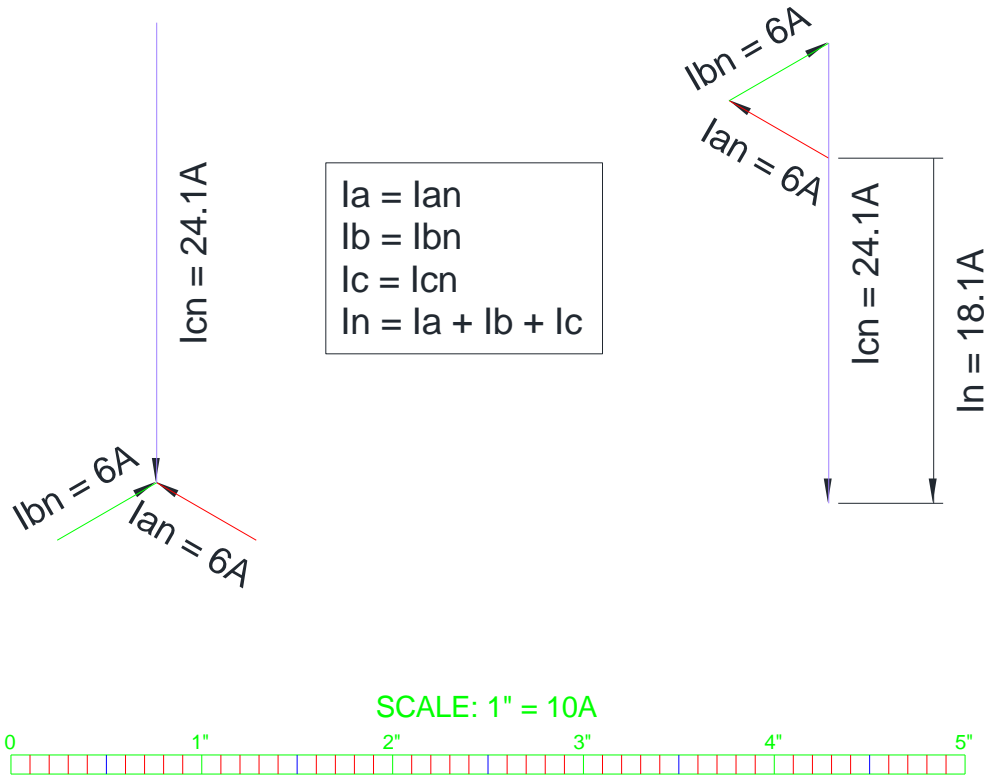 Icn = 24.1A
Ibn = 6A
Ian = 6A
Ia = Ian
Ib = Ibn
Ic = Icn
In = Ia + Ib + Ic
Ibn = 6A
Ian = 6A
Icn = 24.1A
In = 18.1A
SCALE: 1" = 10A
0 1" 2" 3" 4" 5"